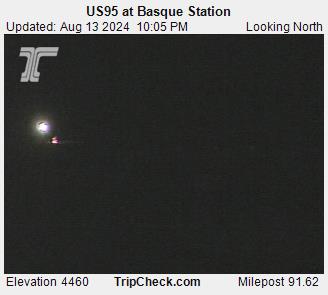 US95 at Basque Station
Updated: Aug 13 2024 10:05 PM Looking North
Elevation 4460 TripCheck.com Milepost 91.62